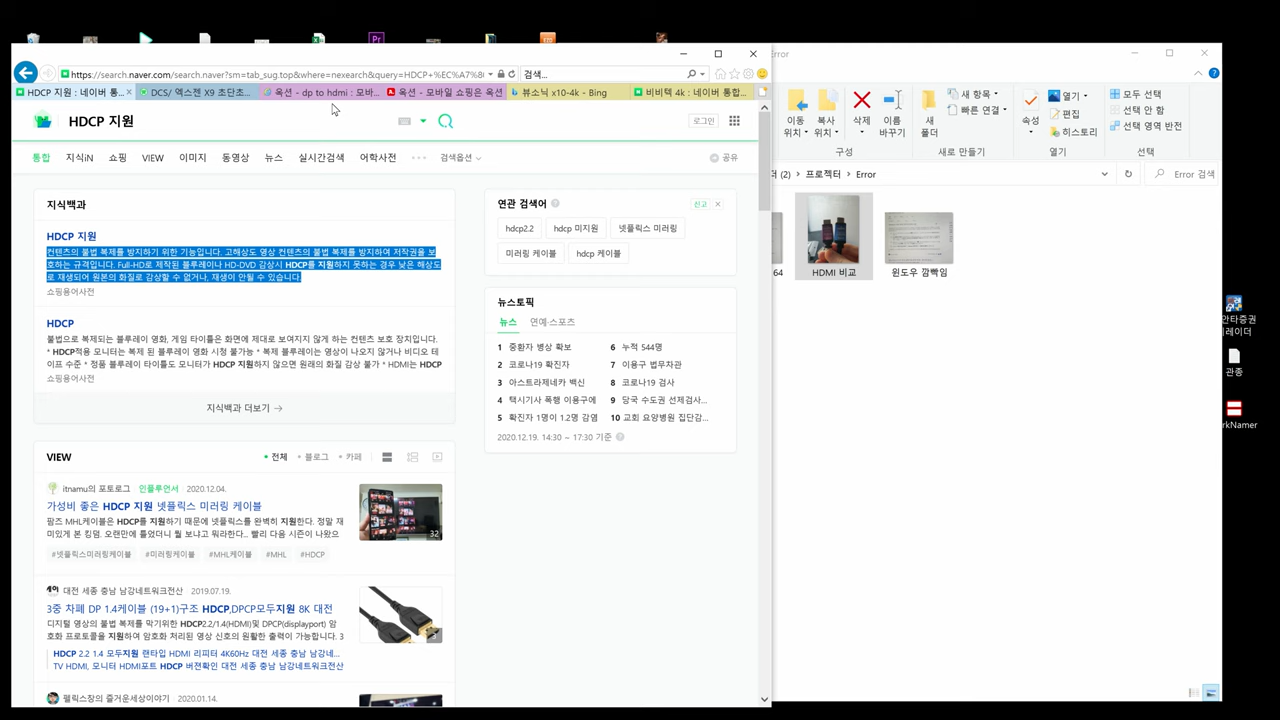 Pr
Error
https://search.naver.com/search.naver?sm=tab_sug.top&where=nexearch&query=HDCP+%EC%A7%8
검색...
HDCP 지원 : 네이버 통...
DCS/ 엑스젠 X9 초단초...
옥션 - dp to hdmi : 모바...
옥션 - 모바일 쇼핑은 옥션
뷰소닉 x10-4k - Bing
비비텍 4k : 네이버 통합...
HDCP 지원
로그인
통합 지식iN 쇼핑 VIEW 이미지 동영상 뉴스 실시간검색 어학사전 검색옵션 공유
지식백과
HDCP 지원
컨텐츠의 불법 복제를 방지하기 위한 기능입니다. 고해상도 영상 컨텐츠의 불법 복제를 방지하여 저작권을 보
호하는 규격입니다. Full-HD로 제작된 블루레이나 HD-DVD 감상시 HDCP를 지원하지 못하는 경우 낮은 해상도
로 재생되어 원본의 화질로 감상할 수 없거나, 재생이 안될 수 있습니다.
쇼핑용어사전
HDCP
불법으로 복제되는 블루레이 영화, 게임 타이틀은 화면에 제대로 보여지지 않게 하는 컨텐츠 보호 장치입니다.
* HDCP적용 모니터는 복제 된 블루레이 영화 시청 불가능 * 복제 블루레이는 영상이 나오지 않거나 비디오 테
이프 수준 * 정품 블루레이 타이틀도 모니터가 HDCP 지원하지 않으면 원래의 화질 감상 불가 * HDMI는 HDCP
쇼핑용어사전
지식백과 더보기 →
VIEW
전체 블로그 카페
itnamu의 포토로그 인플루언서 2020.12.04.
가성비 좋은 HDCP 지원 넷플릭스 미러링 케이블
팜즈 MHL케이블은 HDCP를 지원하기 때문에 넷플릭스를 완벽히 지원한다. 정말 재
미있게 본 킹덤. 오랜만에 틀었더니 뭘 보냐고 뭐라한다.. 빨리 다음 시즌이 나왔으
32
#넷플릭스미러링케이블 #미러링케이블 #MHL케이블 #MHL #HDCP
대전 세종 충남 남강네트워크전산 2019.07.19.
3중 차폐 DP 1.4케이블 (19+1)구조 HDCP,DPCP모두지원 8K 대전
디지털 영상의 불법 복제를 막기위한 HDCP2.2/1.4(HDMI)및 DPCP(displayport) 암
호화 프로토콜을 지원하여 암호화 처리된 영상 신호의 원활한 출력이 가능합니다. 3
3
HDCP 2.2 1.4 모두지원 랜타입 HDMI 리피터 4K60Hz 대전 세종 충남 남강네...
TV HDMI, 모니터 HDMI포트 HDCP 버젼확인 대전 세종 충남 남강네트워크전산
펠릭스장의 즐거운세상이야기 2020.01.14.
연관 검색어
신고
hdcp2.2 hdcp 미지원 넷플릭스 미러링
미러링 케이블 hdcp 케이블
뉴스토픽
뉴스 연예·스포츠
1 중환자 병상 확보
2 코로나19 확진자
3 아스트라제네카 백신
4 택시기사 폭행 이용구에
5 확진자 1명이 1.2명 감염
6 누적 544명
7 이용구 법무차관
8 코로나19 검사
9 당국 수도권 선제검사...
10 교회 요양병원 집단감...
2020.12.19. 14:30 ~ 17:30 기준
이동 위치
복사 위치
삭제
이름 바꾸기
구성
새 폴더
새 항목
빠른 연결
새로 만들기
속성
열기
편집
히스토리
열기
모두 선택
선택 안 함
선택 영역 반전
선택
터 (2) > 프로젝터 > Error
Error 검색
64
HDMI 비교
윈도우 깜빡임
안타증권
레이더
관종
rkNamer